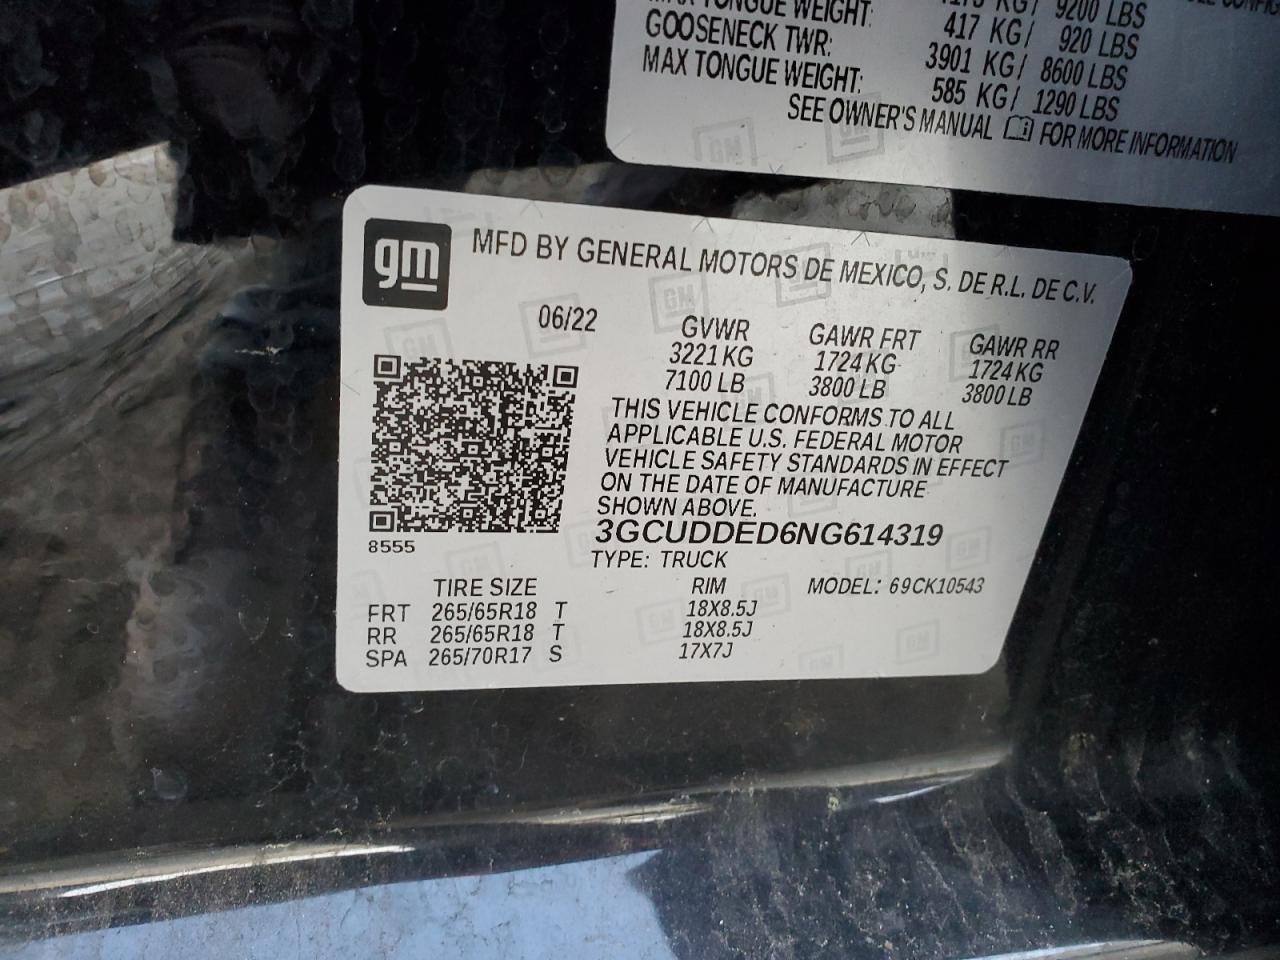 MAX TONGUE WEIGHT: 417 KG/ 920 LBS
GOOSENECK TWR: 3901 KG/ 8600 LBS
MAX TONGUE WEIGHT: 585 KG/ 1290 LBS
SEE OWNER'S MANUAL FOR MORE INFORMATION
gm
MFD BY GENERAL MOTORS DE MEXICO, S. DE R.L. DE C.V.
06/22
GVWR GAWR FRT GAWR RR
3221 KG 1724 KG 1724 KG
7100 LB 3800 LB 3800 LB
THIS VEHICLE CONFORMS TO ALL
APPLICABLE U.S. FEDERAL MOTOR
VEHICLE SAFETY STANDARDS IN EFFECT
ON THE DATE OF MANUFACTURE
SHOWN ABOVE.
3GCUDDED6NG614319
8555
TYPE: TRUCK
TIRE SIZE RIM MODEL: 69CK10543
FRT 265/65R18 T 18X8.5J
RR 265/65R18 T 18X8.5J
SPA 265/70R17 S 17X7J